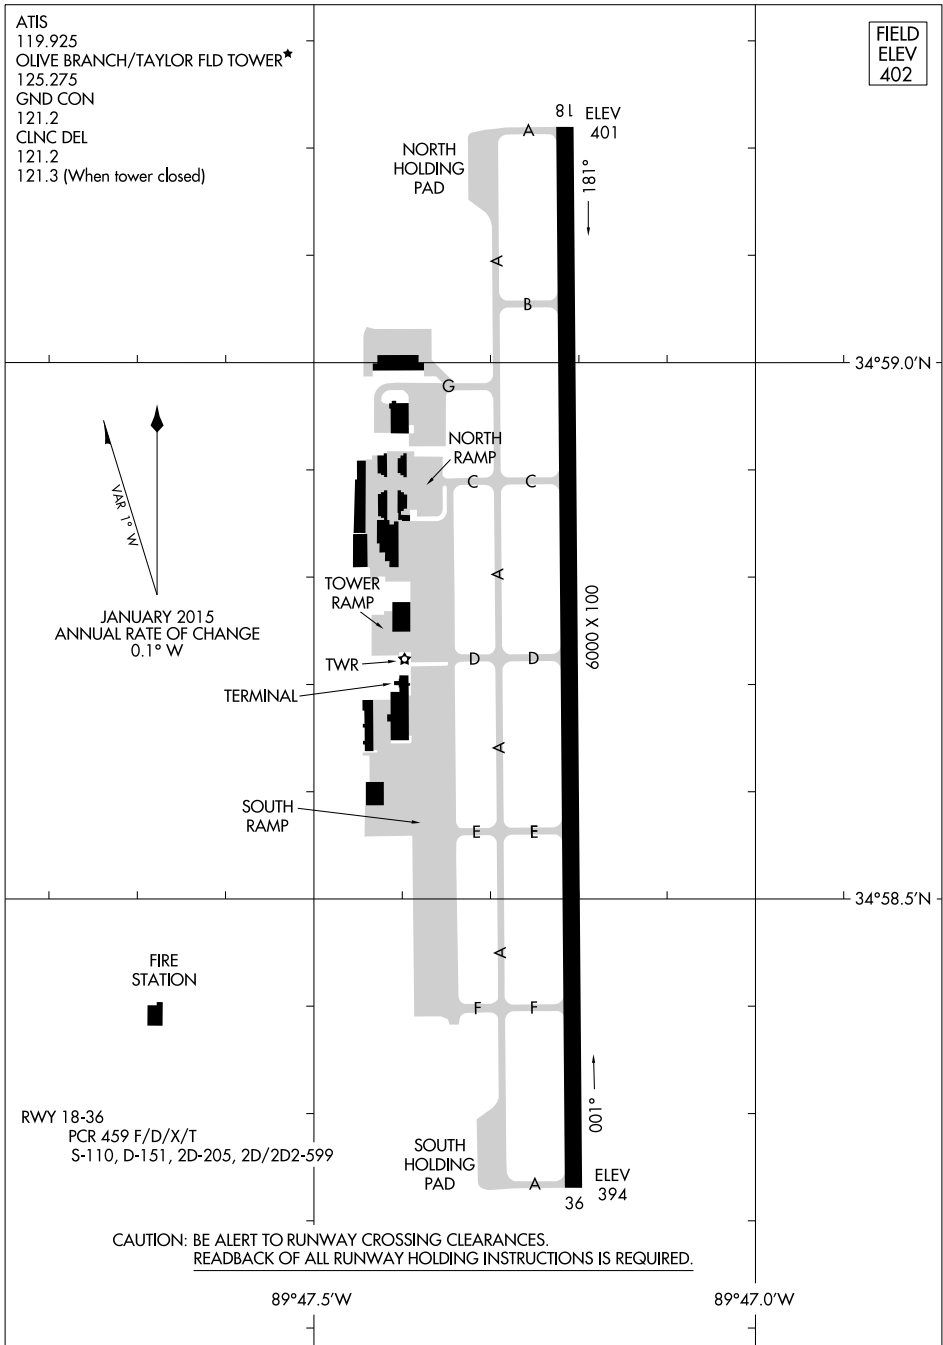 ATIS
119.925
OLIVE BRANCH/TAYLOR FLD TOWER★
125.275
GND CON
121.2
CLNC DEL
121.2
121.3 (When tower closed)
FIELD
ELEV
402
18
ELEV
401
A
NORTH
HOLDING
PAD
181°
A
B
34°59.0'N
G
NORTH
RAMP
C
C
VAR 1° W
A
TOWER
RAMP
6000 X 100
JANUARY 2015
ANNUAL RATE OF CHANGE
0.1° W
TWR
D
D
TERMINAL
A
SOUTH
RAMP
E
E
34°58.5'N
A
FIRE
STATION
F
F
001°
RWY 18-36
PCR 459 F/D/X/T
S-110, D-151, 2D-205, 2D/2D2-599
SOUTH
HOLDING
PAD
A
ELEV
394
36
CAUTION: BE ALERT TO RUNWAY CROSSING CLEARANCES.
READBACK OF ALL RUNWAY HOLDING INSTRUCTIONS IS REQUIRED.
89°47.5'W
89°47.0'W